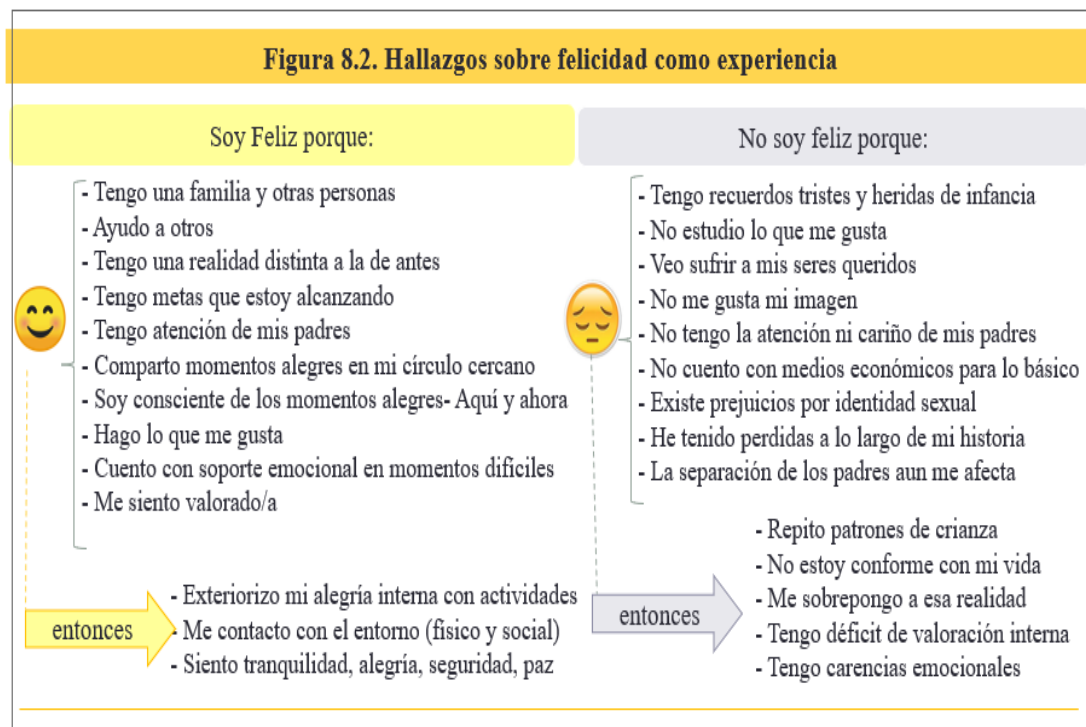 Figura 8.2. Hallazgos sobre felicidad como experiencia
Soy Feliz porque:
- Tengo una familia y otras personas
- Ayudo a otros
- Tengo una realidad distinta a la de antes
- Tengo metas que estoy alcanzando
- Tengo atención de mis padres
- Comparto momentos alegres en mi círculo cercano
- Soy consciente de los momentos alegres- Aquí y ahora
- Hago lo que me gusta
- Cuento con soporte emocional en momentos difíciles
- Me siento valorado/a
entonces
- Exteriorizo mi alegría interna con actividades
- Me contacto con el entorno (físico y social)
- Siento tranquilidad, alegría, seguridad, paz
No soy feliz porque:
- Tengo recuerdos tristes y heridas de infancia
- No estudio lo que me gusta
- Veo sufrir a mis seres queridos
- No me gusta mi imagen
- No tengo la atención ni cariño de mis padres
- No cuento con medios económicos para lo básico
- Existe prejuicios por identidad sexual
- He tenido perdidas a lo largo de mi historia
- La separación de los padres aun me afecta
entonces
- Repito patrones de crianza
- No estoy conforme con mi vida
- Me sobrepongo a esa realidad
- Tengo déficit de valoración interna
- Tengo carencias emocionales